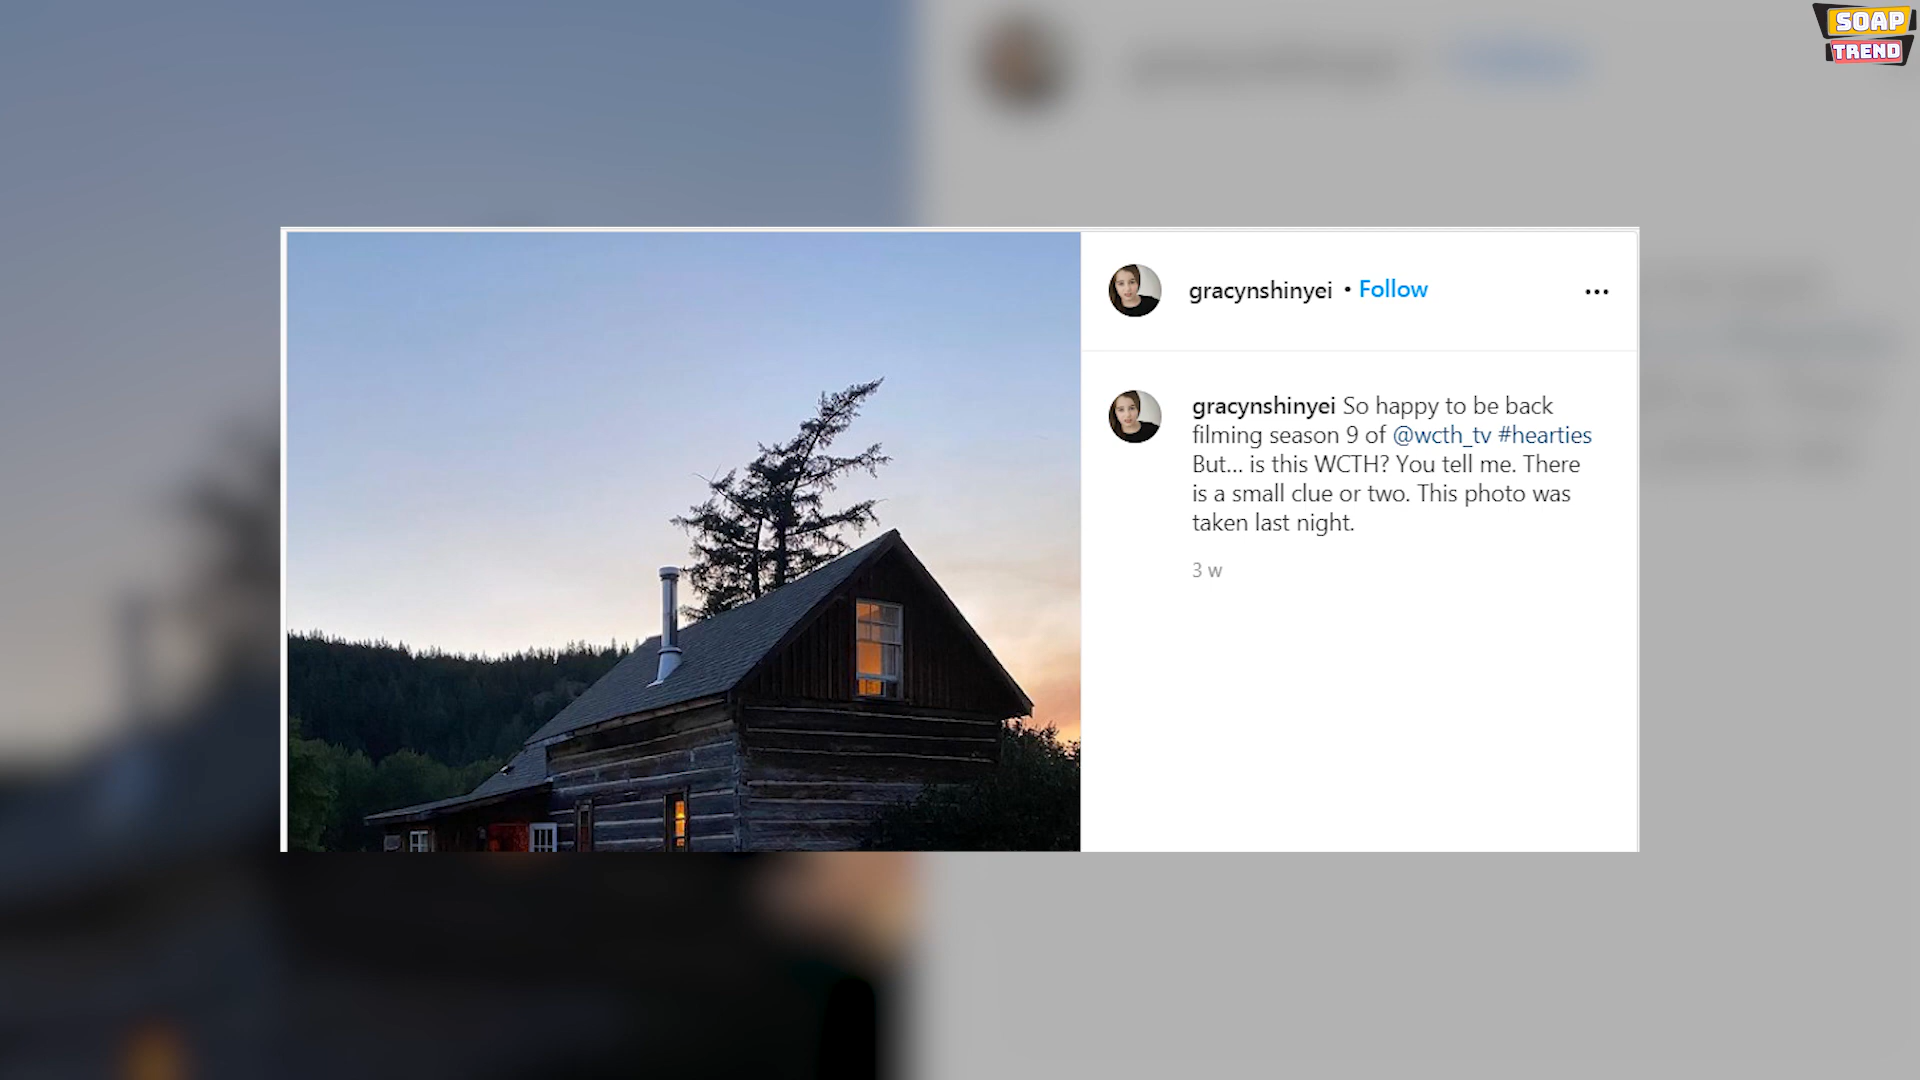 SOAP
TREND
gracynshinyei • Follow
gracynshinyei So happy to be back
filming season 9 of @wcth_tv #hearties
But... is this WCTH? You tell me. There
is a small clue or two. This photo was
taken last night.
3 w